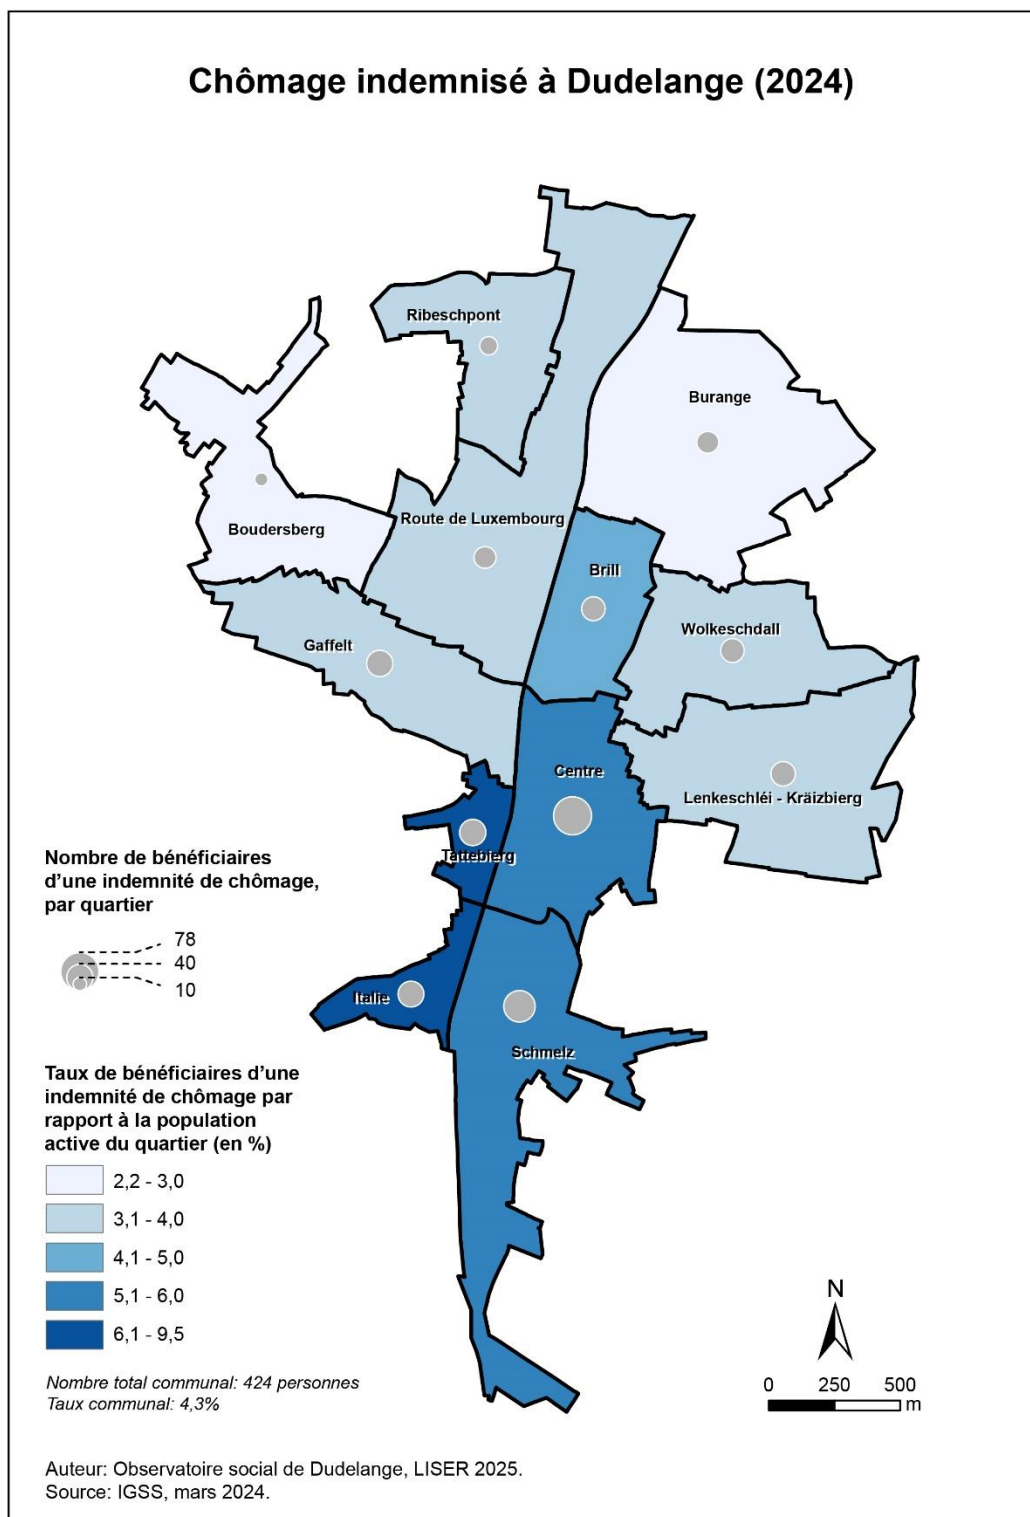 Chômage indemnisé à Dudelange (2024)
Ribeschpont
Burange
Boudersberg
Route de Luxembourg
Brill
Wolkeschdall
Gaffelt
Centre
Lenkeschléi - Kräizbierg
Tattebierg
Italie
Schmelz
Nombre de bénéficiaires
d’une indemnité de chômage,
par quartier
78
40
10
Taux de bénéficiaires d’une
indemnité de chômage par
rapport à la population
active du quartier (en %)
2,2 - 3,0
3,1 - 4,0
4,1 - 5,0
5,1 - 6,0
6,1 - 9,5
Nombre total communal: 424 personnes
Taux communal: 4,3%
N
0 250 500
m
Auteur: Observatoire social de Dudelange, LISER 2025.
Source: IGSS, mars 2024.